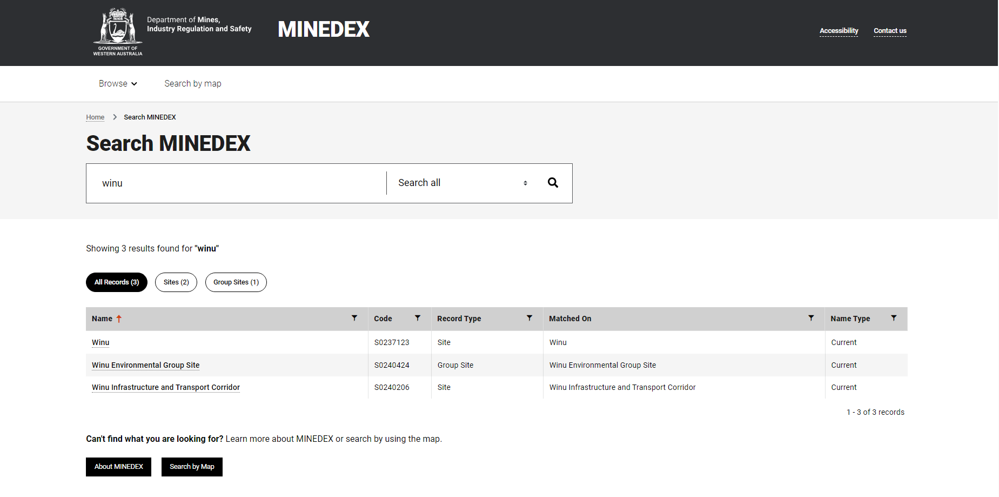 Department of Mines,
Industry Regulation and Safety
GOVERNMENT OF
WESTERN AUSTRALIA
MINEDEX
Accessibility
Contact us
Browse
Search by map
Home
Search MINEDEX
Search MINEDEX
winu
Search all
Showing 3 results found for "winu"
All Records (3)
Sites (2)
Group Sites (1)
Name Code Record Type Matched On Name Type
Winu S0237123 Site Winu Current
Winu Environmental Group Site S0240424 Group Site Winu Environmental Group Site Current
Winu Infrastructure and Transport Corridor S0240206 Site Winu Infrastructure and Transport Corridor Current
1 - 3 of 3 records
Can't find what you are looking for? Learn more about MINEDEX or search by using the map.
About MINEDEX
Search by Map